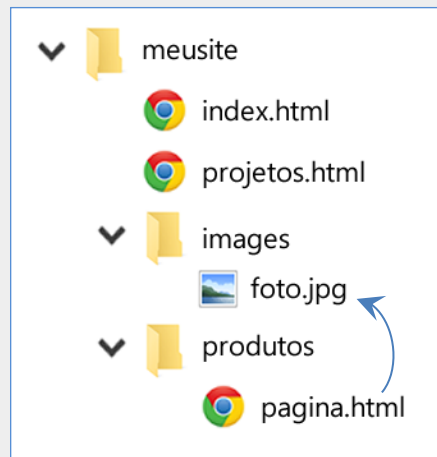 meusite
index.html
projetos.html
images
foto.jpg
produtos
pagina.html